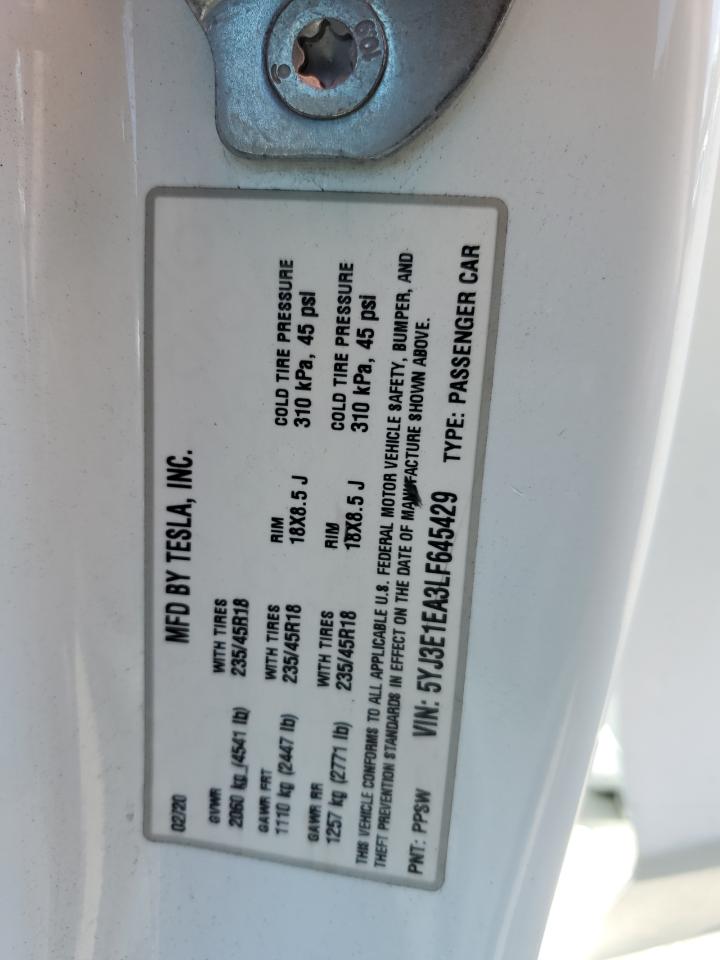 02/20 MFD BY TESLA, INC.
GVWR WITH TIRES
2060 kg (4541 lb) 235/45R18
GAWR FRT WITH TIRES RIM COLD TIRE PRESSURE
1110 kg (2447 lb) 235/45R18 18X8.5 J 310 kPa, 45 psi
GAWR RR WITH TIRES RIM COLD TIRE PRESSURE
1257 kg (2771 lb) 235/45R18 18X8.5 J 310 kPa, 45 psi
THIS VEHICLE CONFORMS TO ALL APPLICABLE U.S. FEDERAL MOTOR VEHICLE SAFETY, BUMPER, AND
THEFT PREVENTION STANDARDS IN EFFECT ON THE DATE OF MANUFACTURE SHOWN ABOVE.
PNT: PPSW VIN: 5YJ3E1EA3LF645429 TYPE: PASSENGER CAR